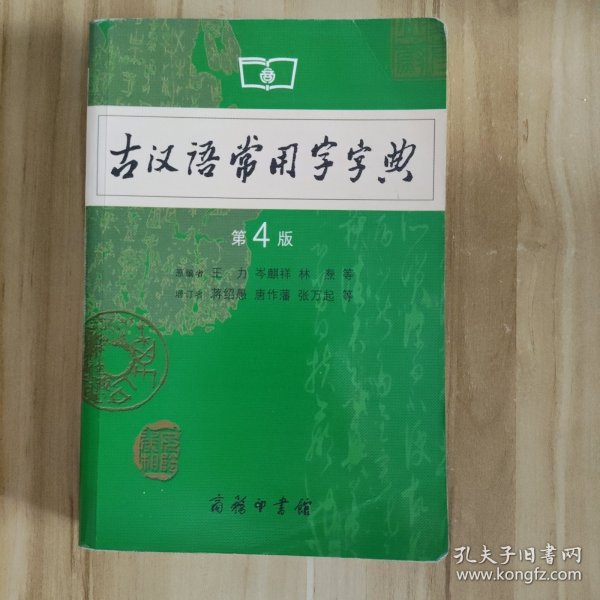 古汉语常用字字典
第4版
原编者 王 力 岑麒祥 林 焘 等
增订者 蒋绍愚 唐作藩 张万起 等
商务印书馆
孔夫子旧书网
www.kongfz.com